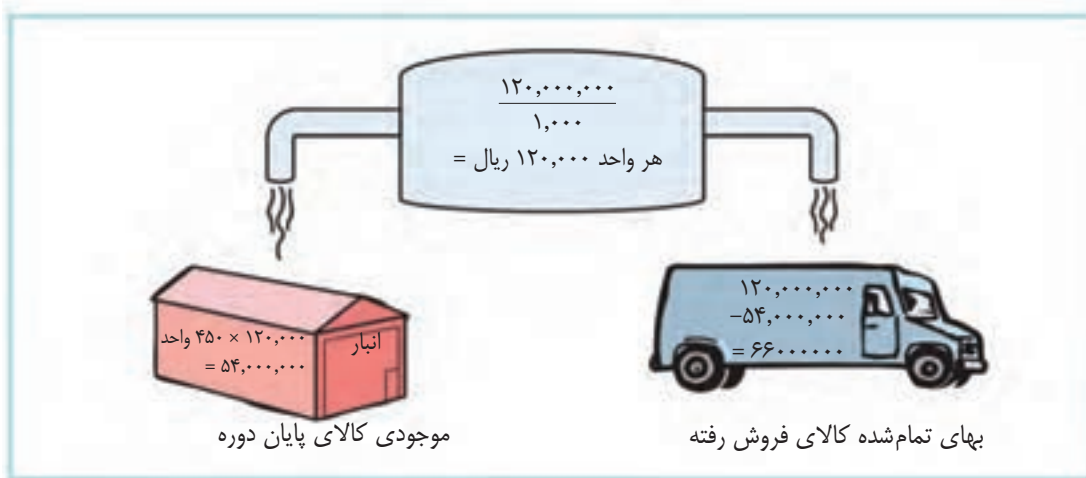 ۱۲۰,۰۰۰,۰۰۰
۱,۰۰۰
هر واحد ۱۲۰,۰۰۰ ریال =
۱۲۰,۰۰۰,۰۰۰
−۵۴,۰۰۰,۰۰۰
= ۶۶۰۰۰۰۰۰
بهای تمام‌شده کالای فروش رفته
انبار
۴۵۰ × ۱۲۰,۰۰۰ واحد
= ۵۴,۰۰۰,۰۰۰
موجودی کالای پایان دوره